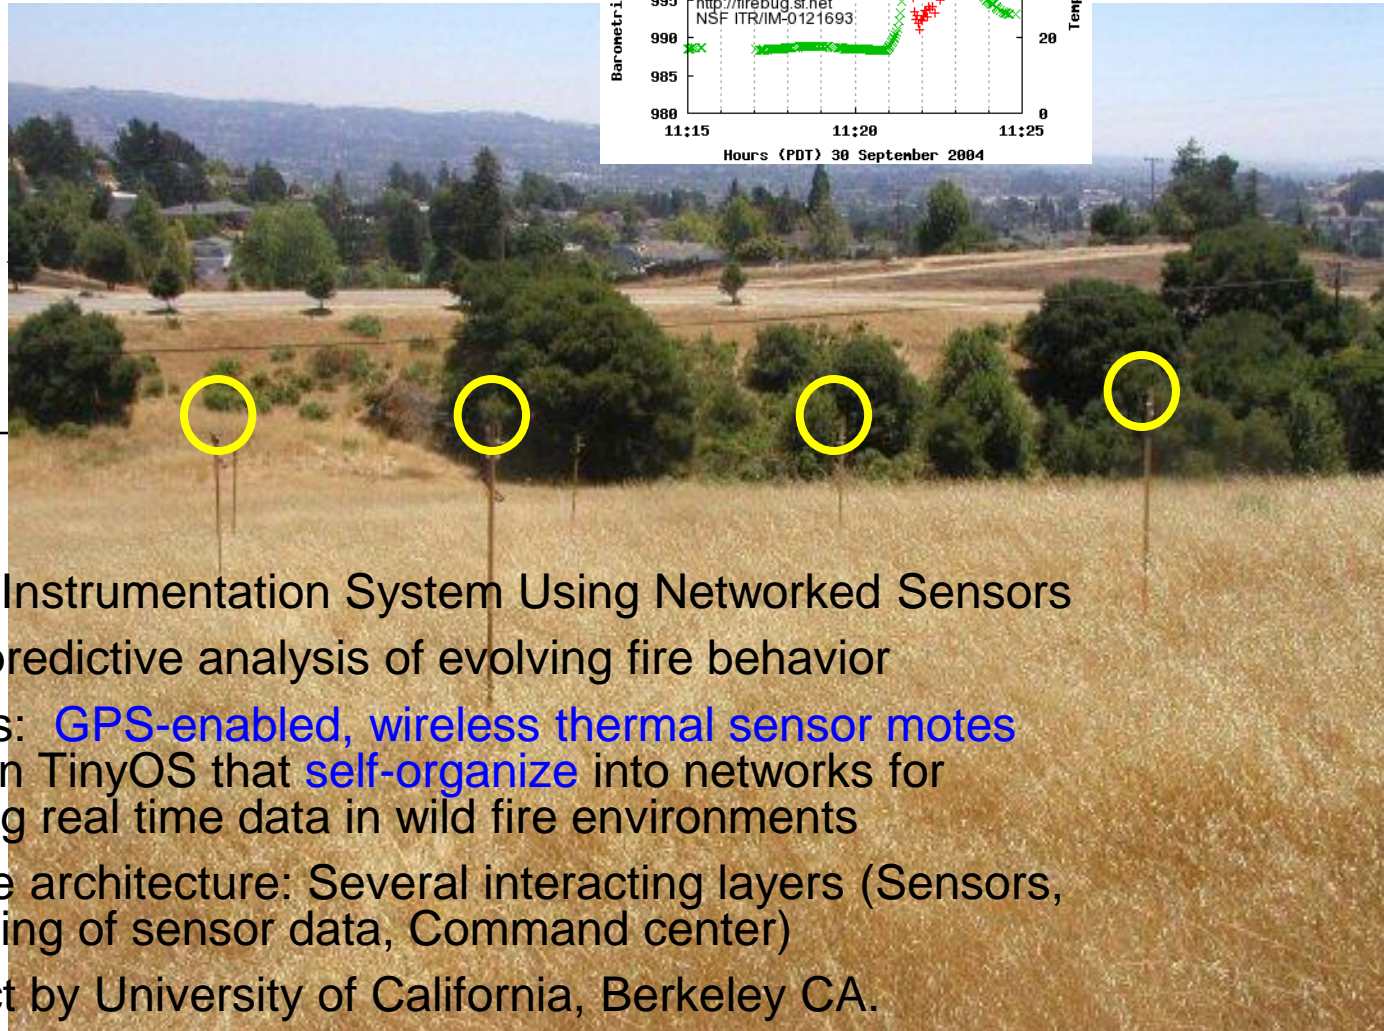 995
http://firebug.sf.net
NSF ITR/IM-0121693
990
985
980
20
0
11:15 11:20 11:25
Hours (PDT) 30 September 2004
Instrumentation System Using Networked Sensors
predictive analysis of evolving fire behavior
s: GPS-enabled, wireless thermal sensor motes
n TinyOS that self-organize into networks for
g real time data in wild fire environments
e architecture: Several interacting layers (Sensors,
ing of sensor data, Command center)
ct by University of California, Berkeley CA.